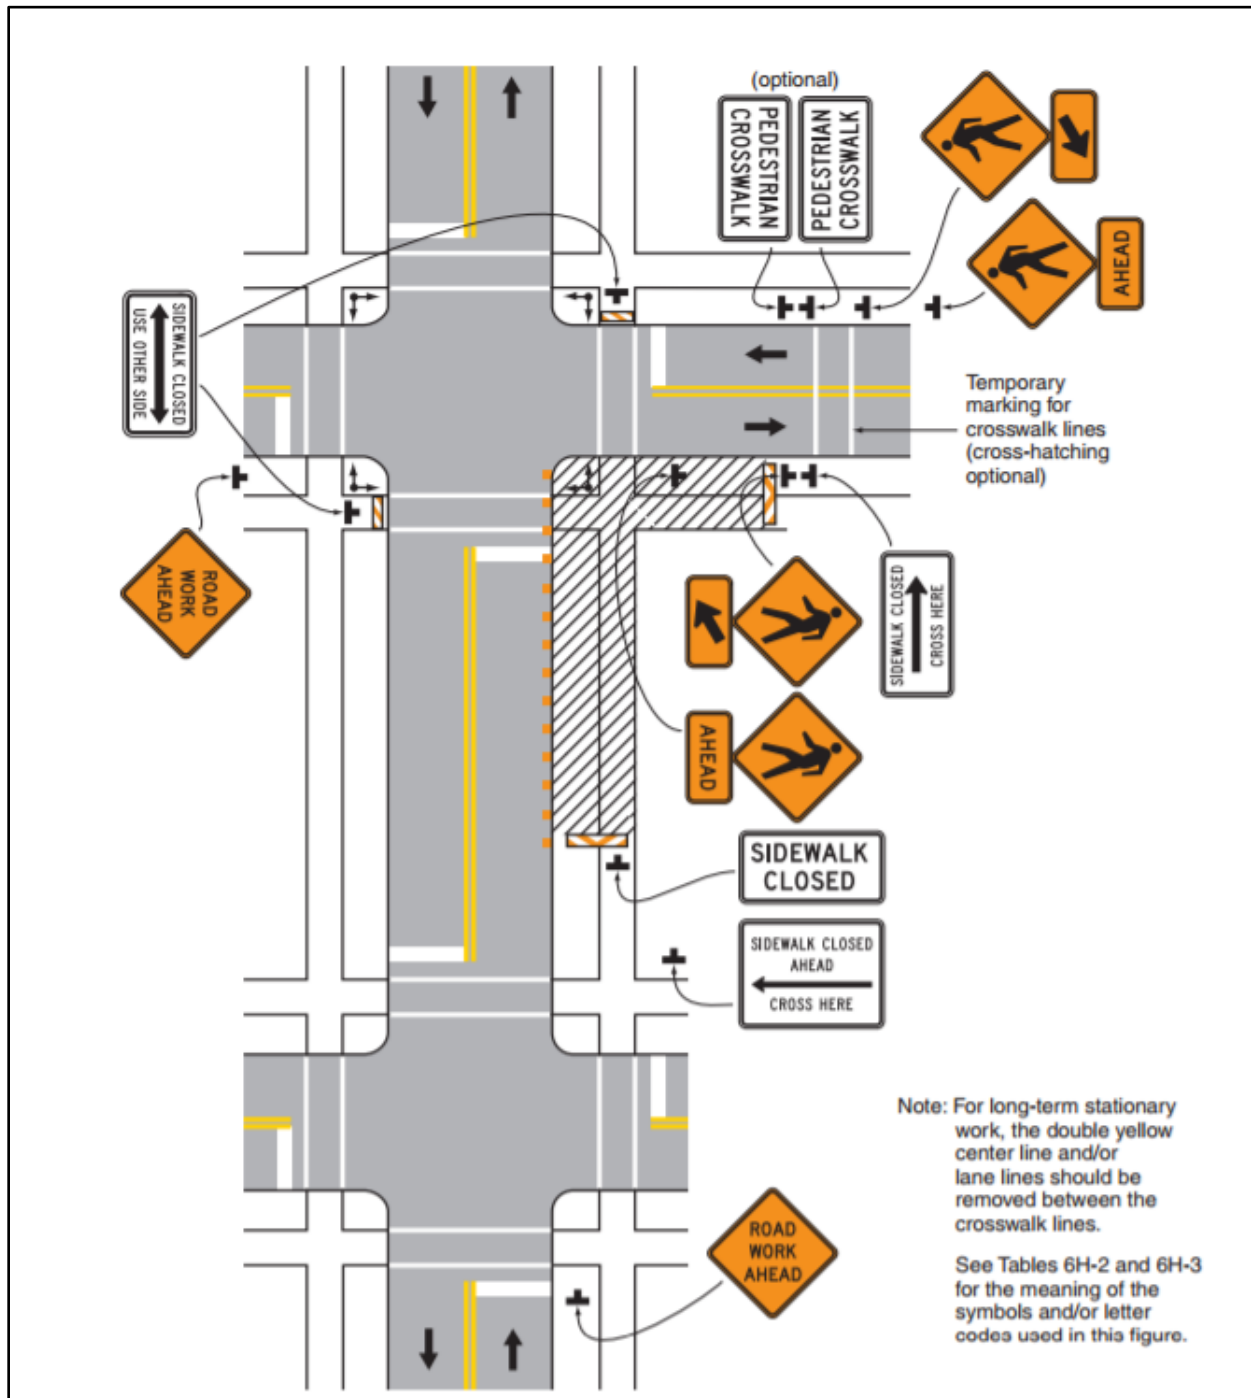 (optional)
PEDESTRIAN
CROSSWALK
PEDESTRIAN
CROSSWALK
AHEAD
SIDEWALK CLOSED
USE OTHER SIDE
Temporary
marking for
crosswalk lines
(cross-hatching
optional)
ROAD
WORK
AHEAD
SIDEWALK CLOSED
CROSS HERE
AHEAD
SIDEWALK
CLOSED
SIDEWALK CLOSED
AHEAD
CROSS HERE
Note: For long-term stationary
work, the double yellow
center line and/or
lane lines should be
removed between the
crosswalk lines.
ROAD
WORK
AHEAD
See Tables 6H-2 and 6H-3
for the meaning of the
symbols and/or letter
codes used in this figure.